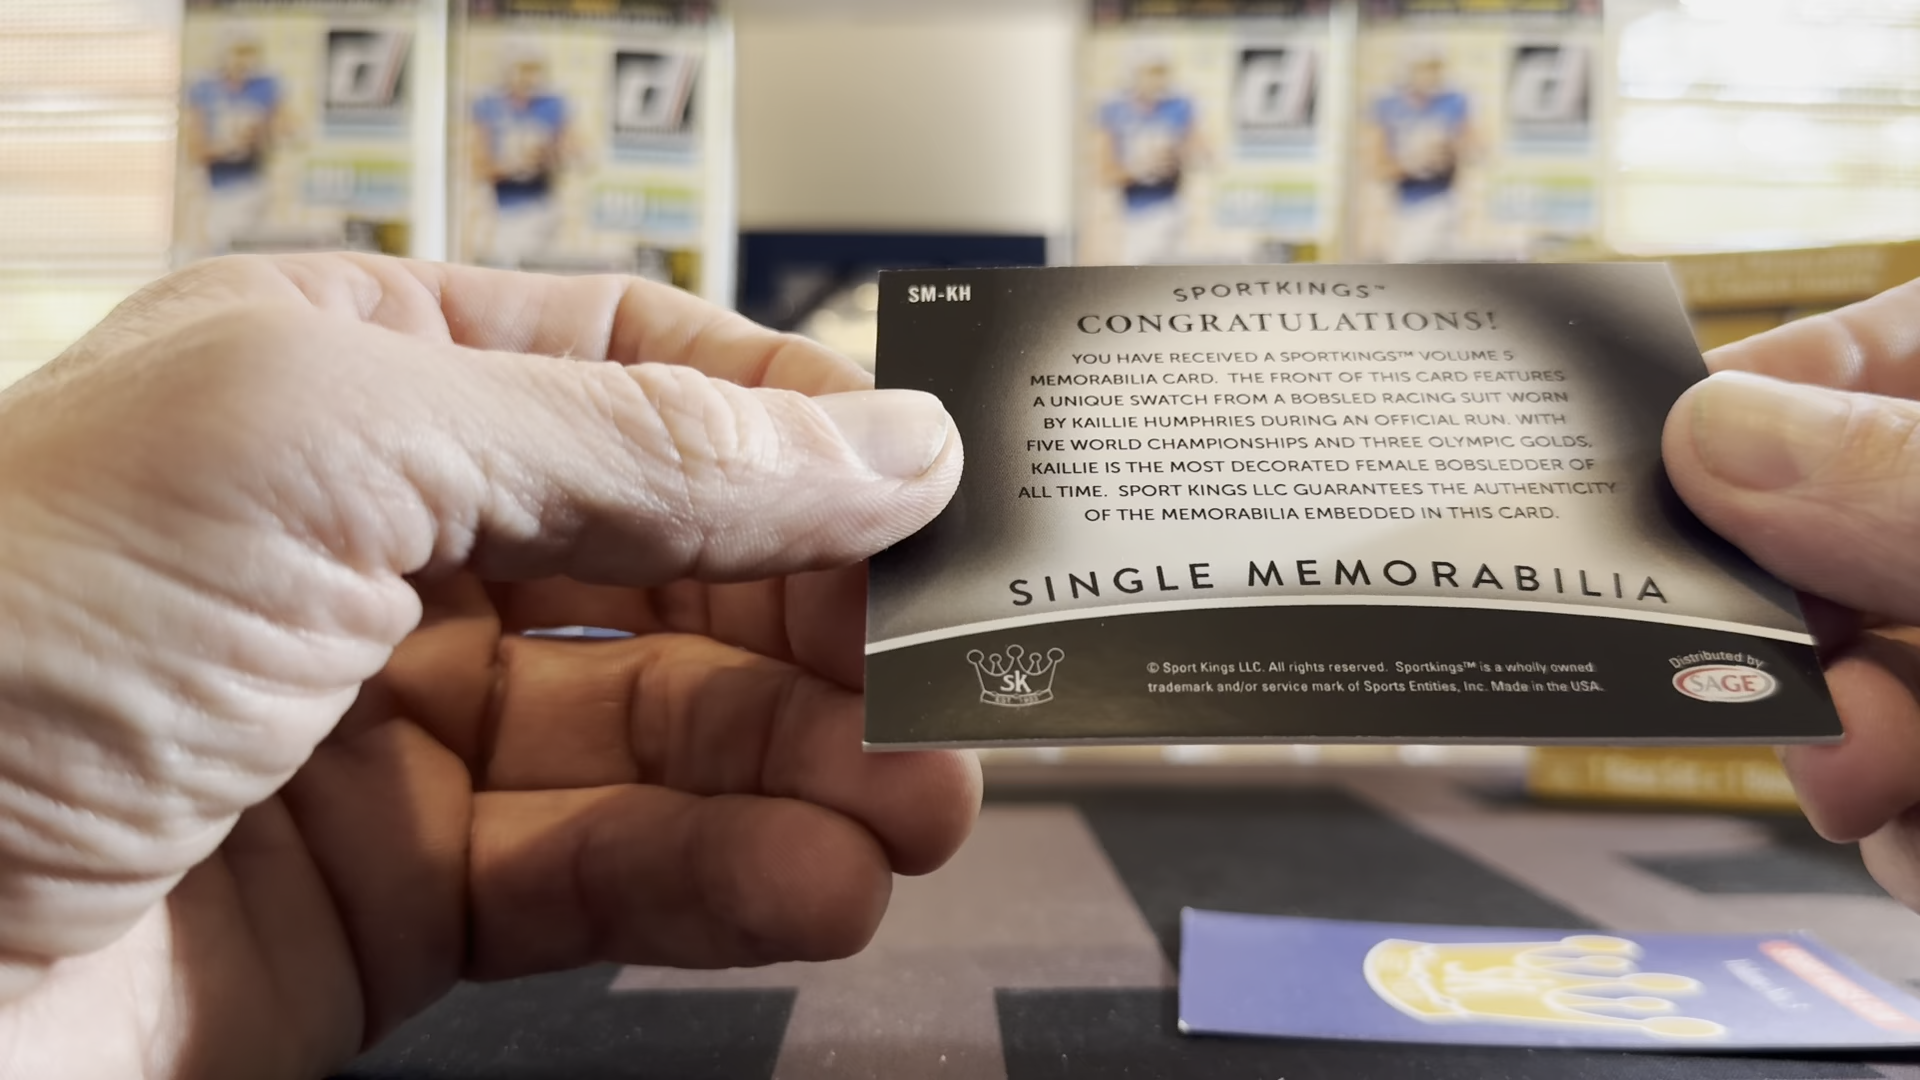 SM-KH
SPORTKINGS™
CONGRATULATIONS!
YOU HAVE RECEIVED A SPORTKINGS™ VOLUME 5
MEMORABILIA CARD. THE FRONT OF THIS CARD FEATURES
A UNIQUE SWATCH FROM A BOBSLED RACING SUIT WORN
BY KAILLIE HUMPHRIES DURING AN OFFICIAL RUN. WITH
FIVE WORLD CHAMPIONSHIPS AND THREE OLYMPIC GOLDS,
KAILLIE IS THE MOST DECORATED FEMALE BOBSLEDDER OF
ALL TIME. SPORT KINGS LLC GUARANTEES THE AUTHENTICITY
OF THE MEMORABILIA EMBEDDED IN THIS CARD.
SINGLE MEMORABILIA
SK
© Sport Kings LLC. All rights reserved. Sportkings™ is a wholly owned
trademark and/or service mark of Sports Entities, Inc. Made in the USA.
Distributed by
SAGE